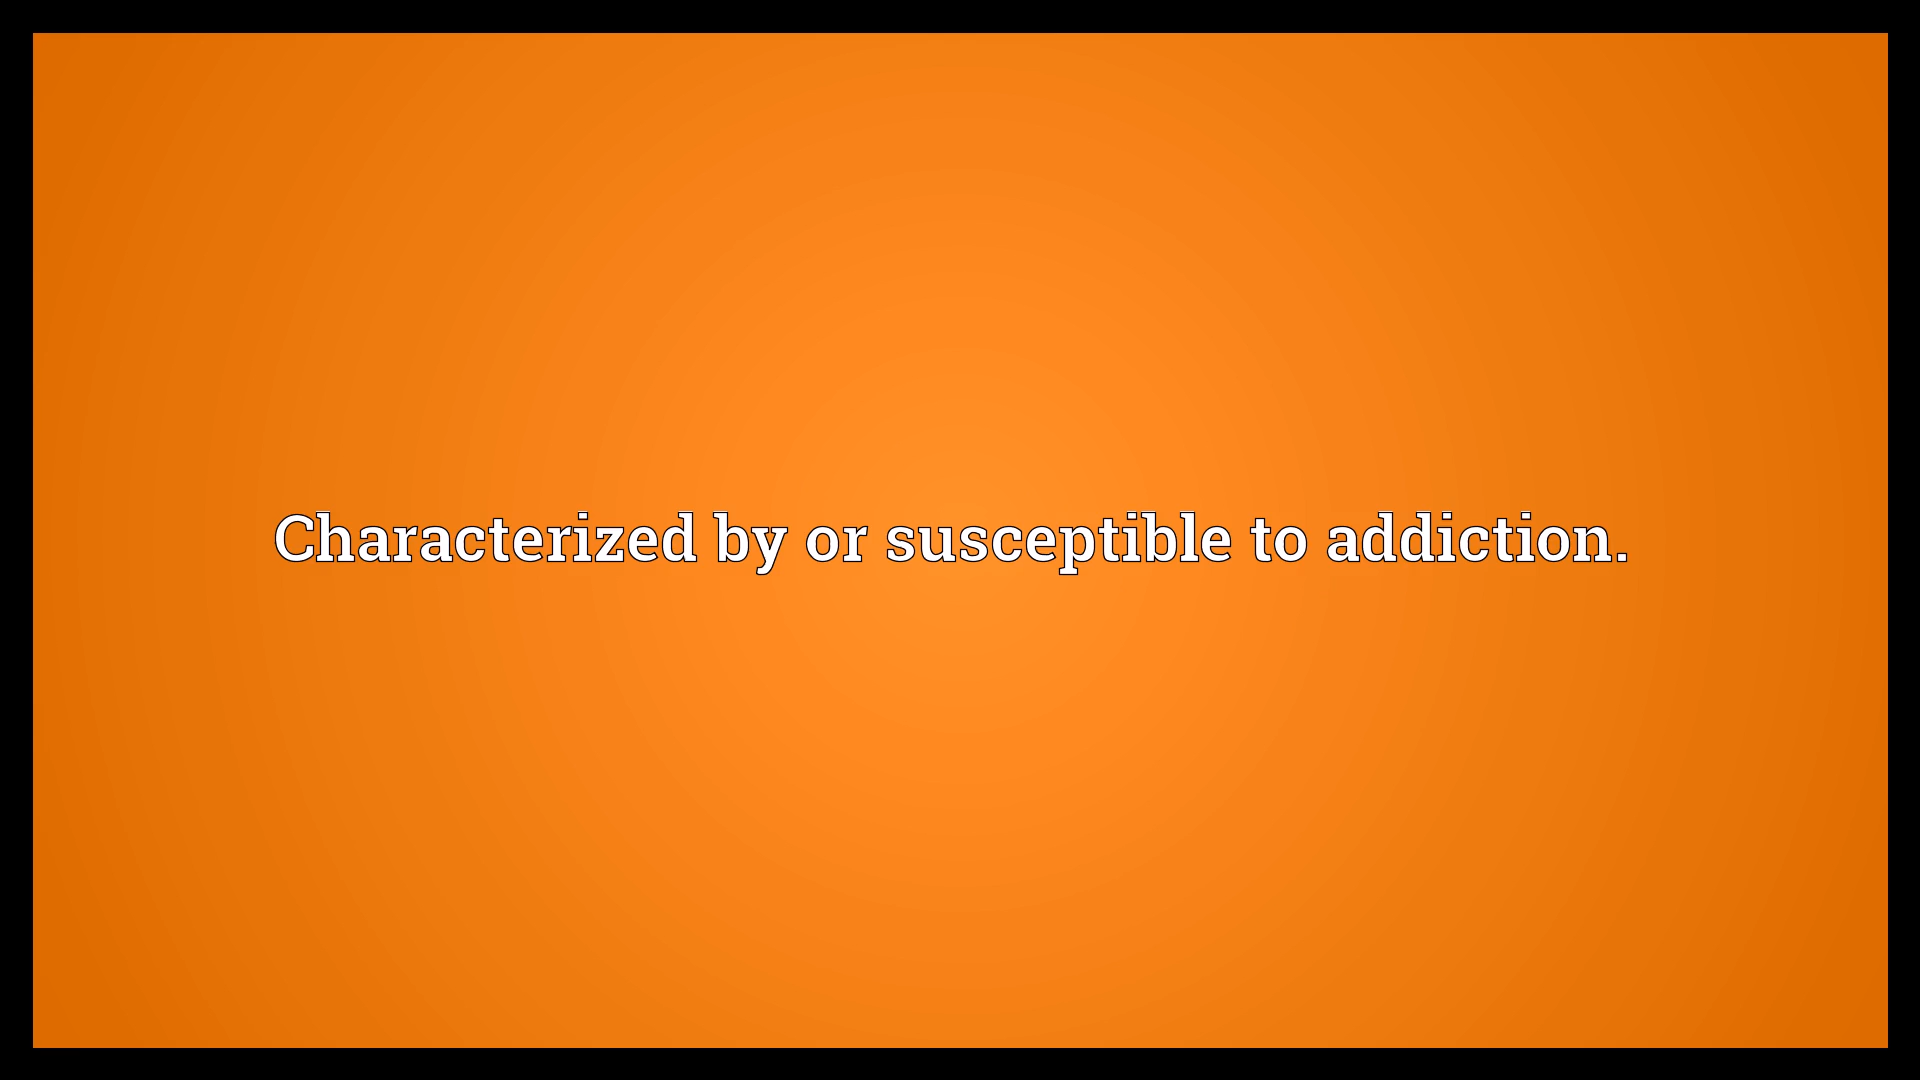 Characterized by or susceptible to addiction.